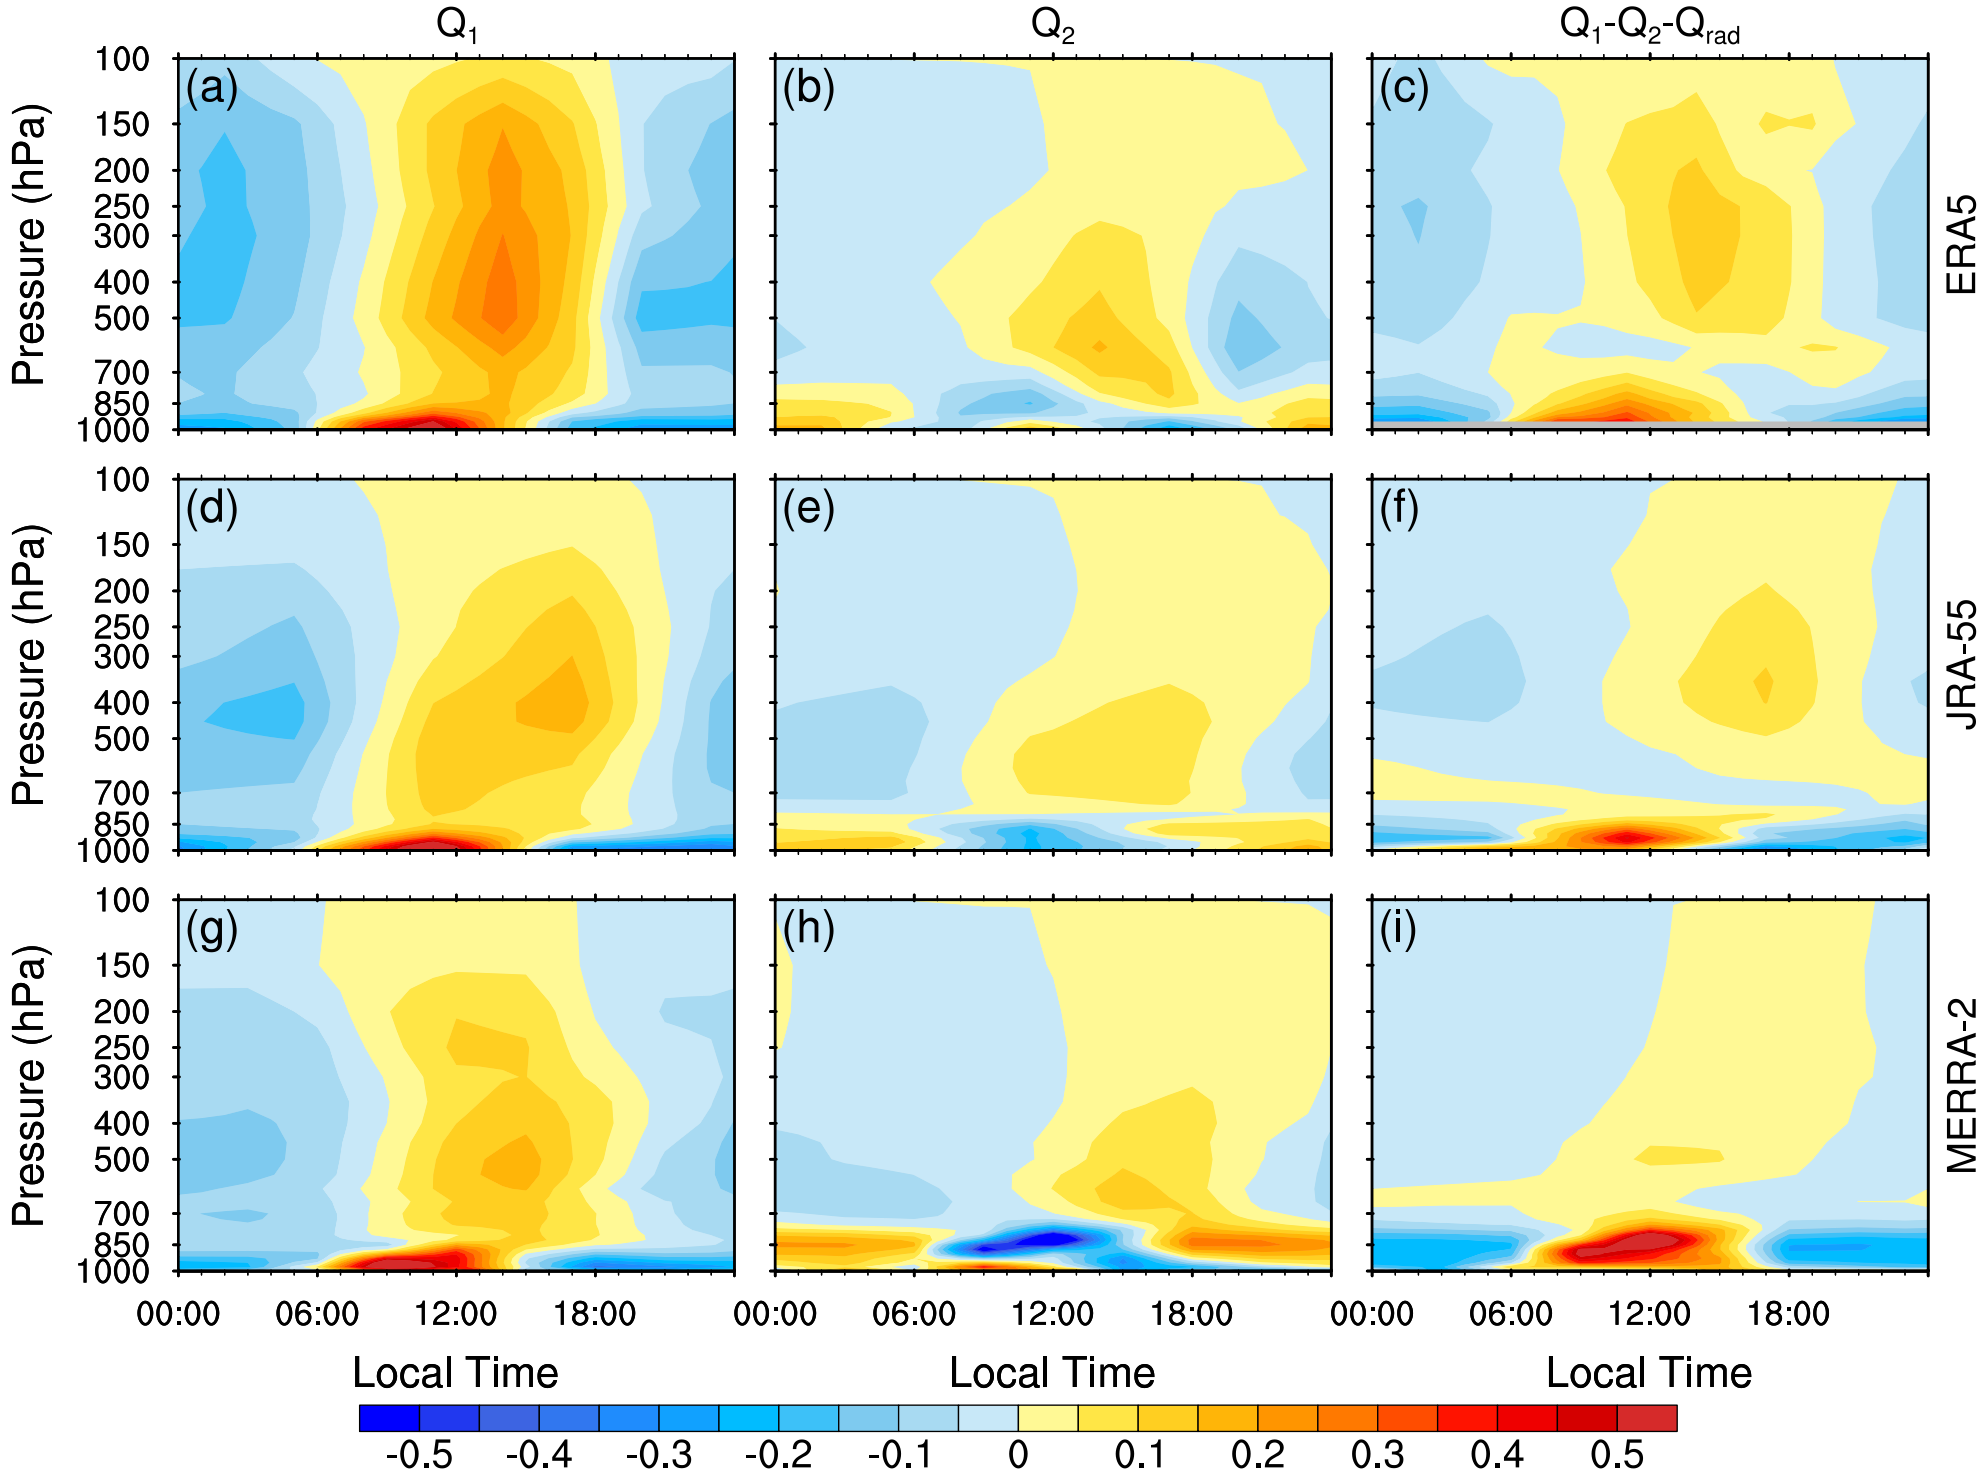 Q1 Q2 Q1-Q2-Qrad
(a) (b) (c)
100
150
200
250
300
400
500
700
850
1000
Pressure (hPa)
ERA5
(d) (e) (f)
100
150
200
250
300
400
500
700
850
1000
Pressure (hPa)
JRA-55
(g) (h) (i)
100
150
200
250
300
400
500
700
850
1000
Pressure (hPa)
MERRA-2
00:00 06:00 12:00 18:00 00:00 06:00 12:00 18:00 00:00 06:00 12:00 18:00
Local Time Local Time Local Time
-0.5 -0.4 -0.3 -0.2 -0.1 0 0.1 0.2 0.3 0.4 0.5